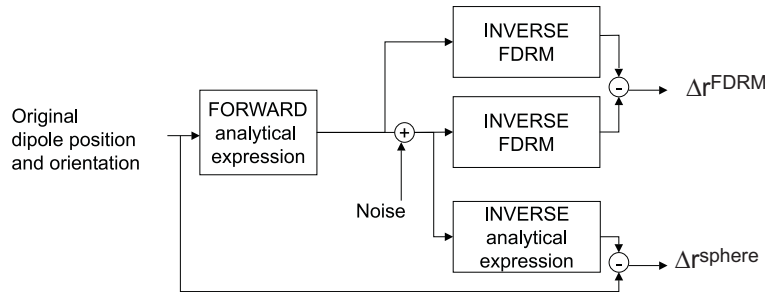 INVERSE
FDRM
-
ΔrFDRM
Original
dipole position
and orientation
FORWARD
analytical
expression
+
INVERSE
FDRM
Noise
INVERSE
analytical
expression
-
Δrsphere